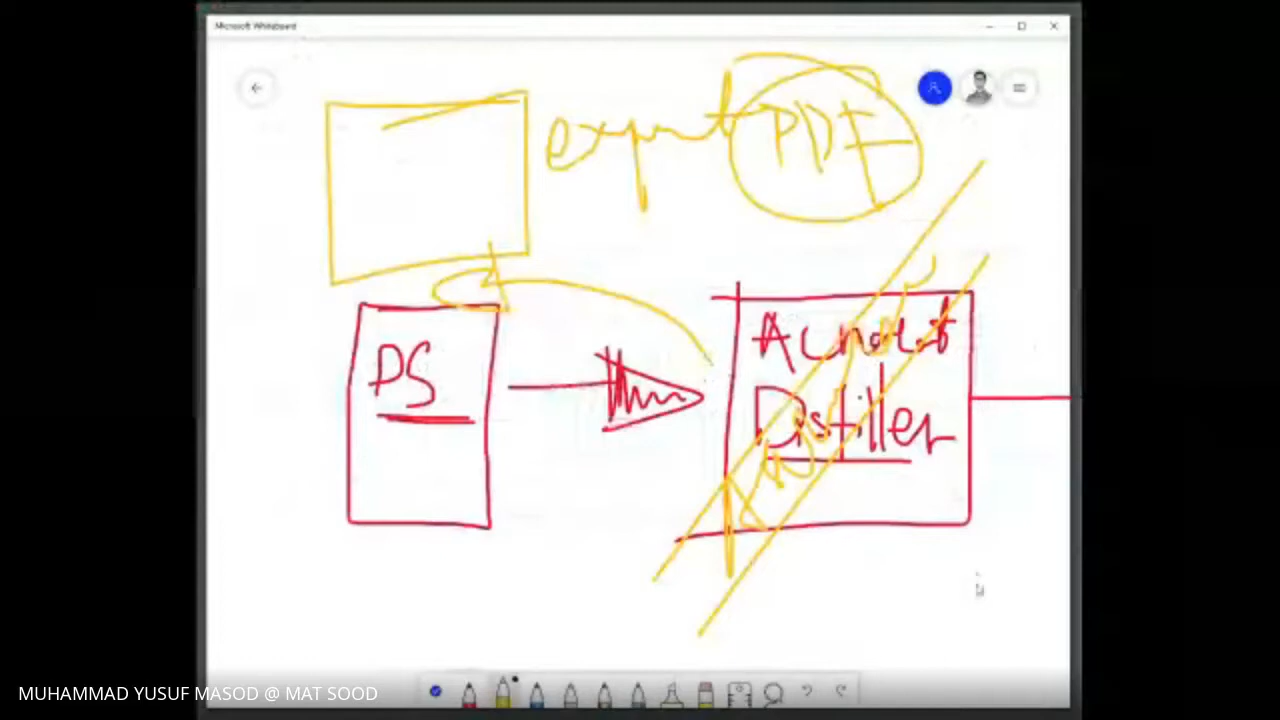 Microsoft Whiteboard
export PDF
PS
Acrobat
Distiller
MUHAMMAD YUSUF MASOD @ MAT SOOD